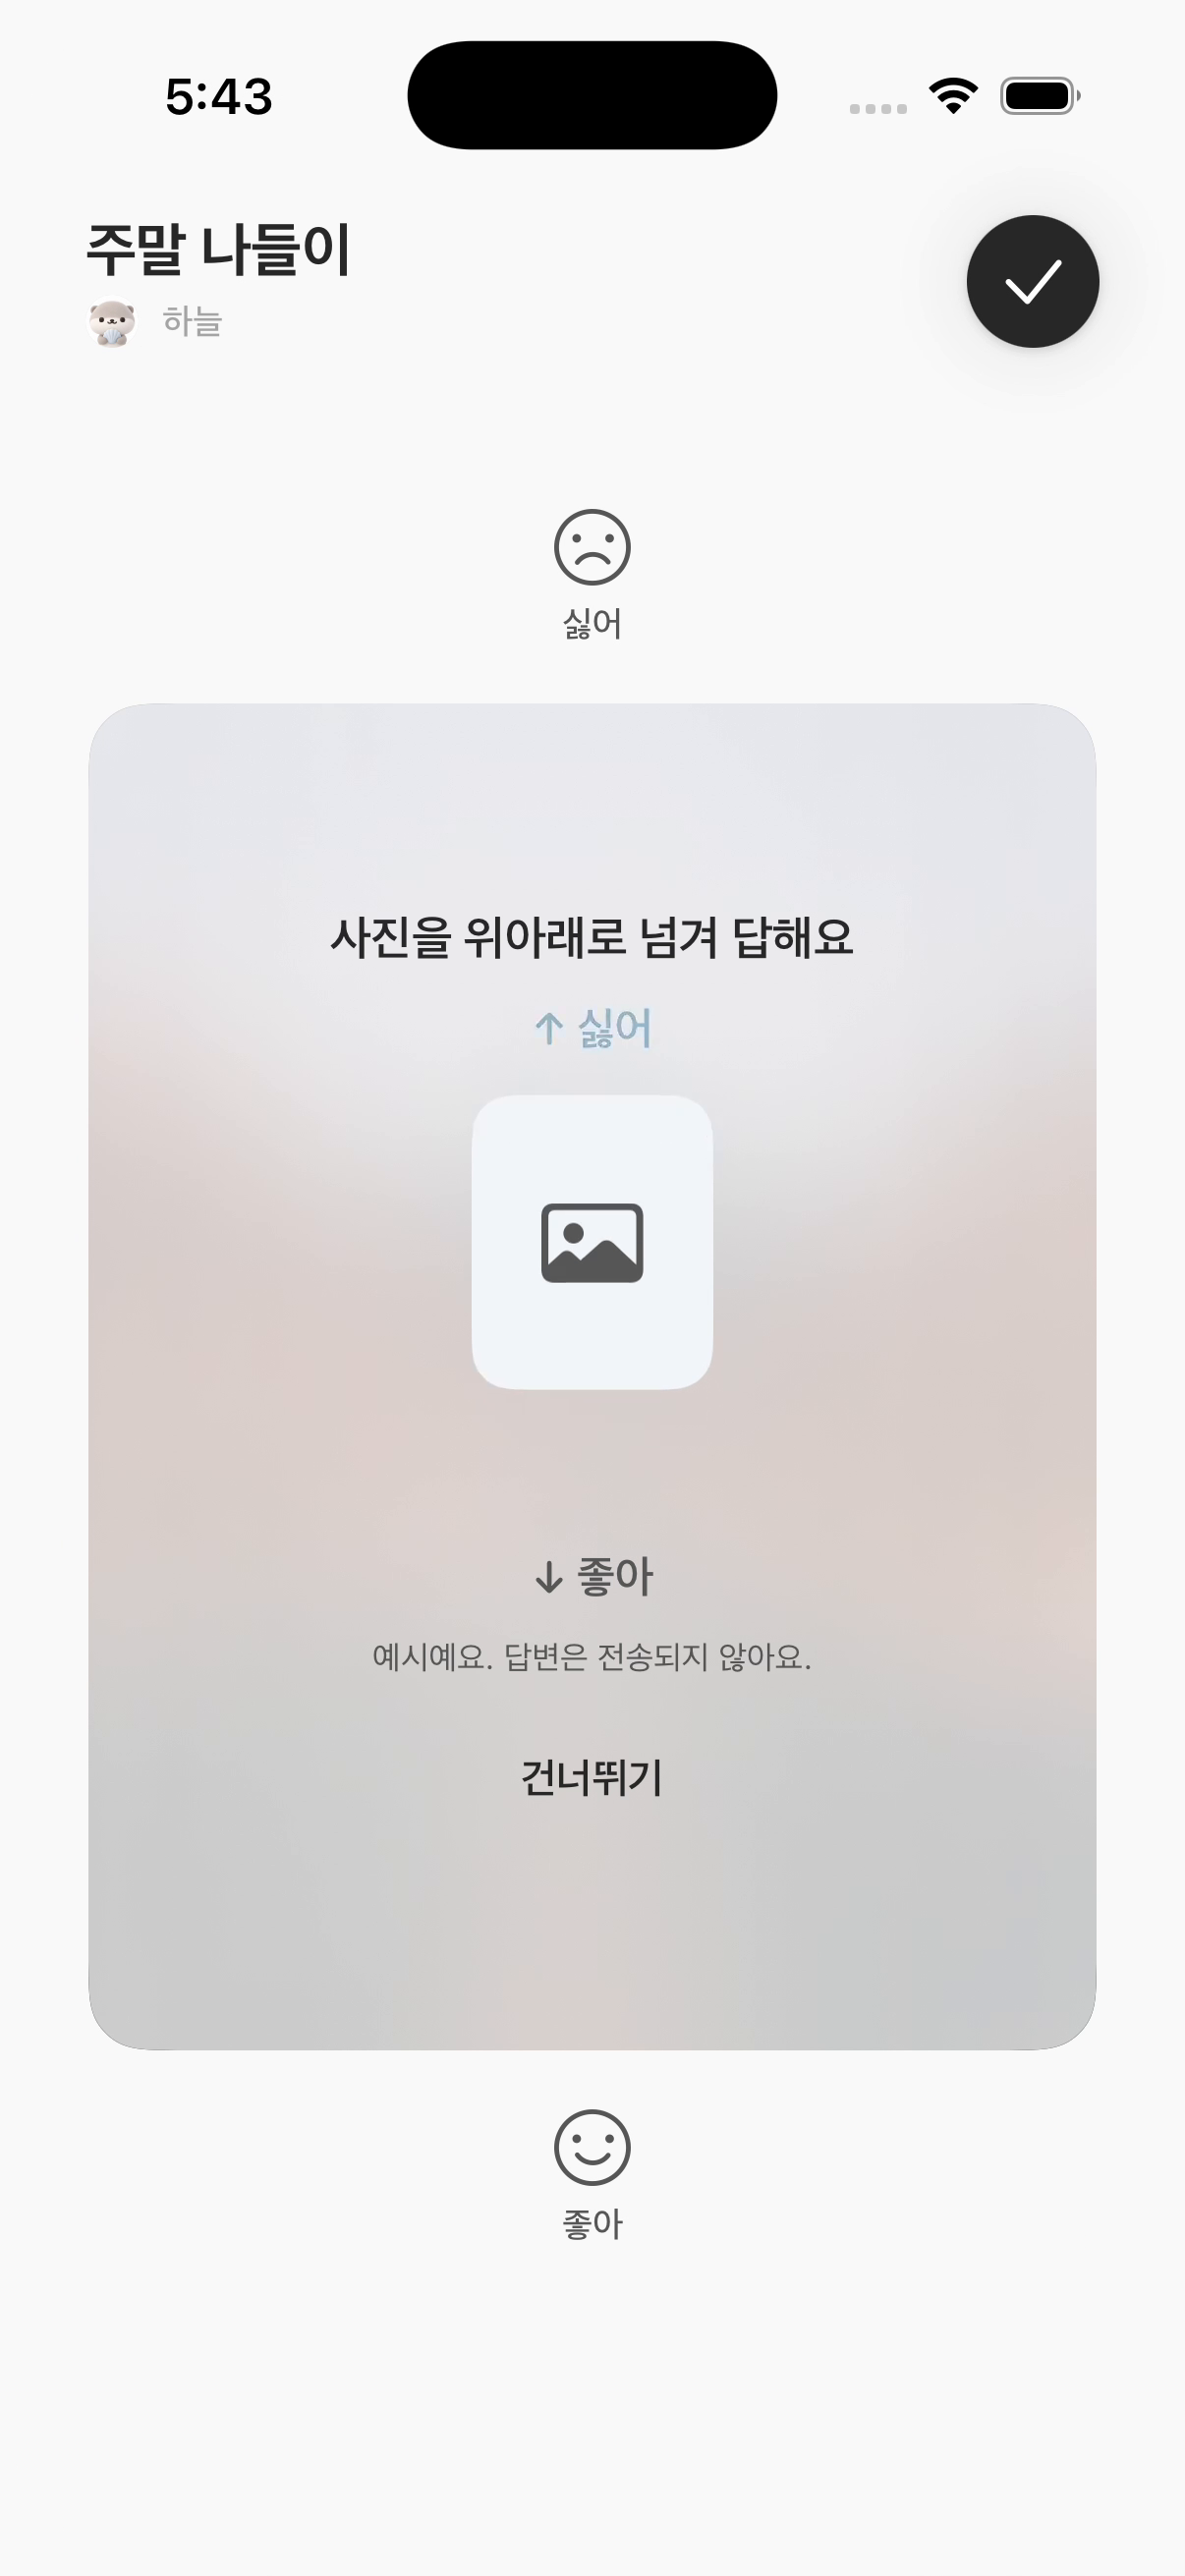 5:43
주말 나들이
하늘
싫어
사진을 위아래로 넘겨 답해요
↑ 싫어
↓ 좋아
예시예요. 답변은 전송되지 않아요.
건너뛰기
좋아